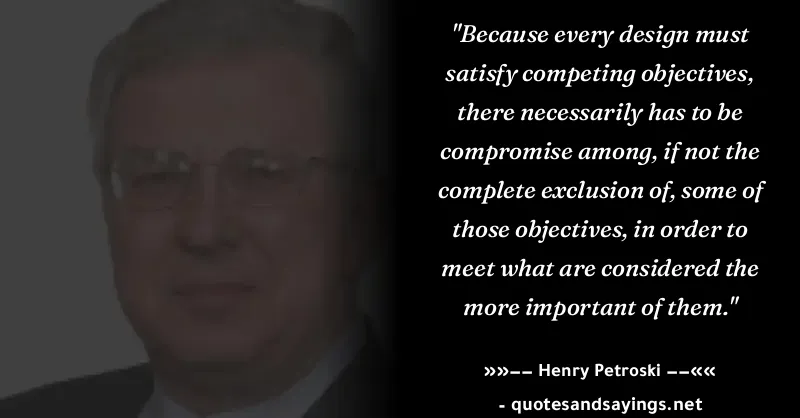 "Because every design must
satisfy competing objectives,
there necessarily has to be
compromise among, if not the
complete exclusion of, some of
those objectives, in order to
meet what are considered the
more important of them."
»»−− Henry Petroski −−««
- quotesandsayings.net